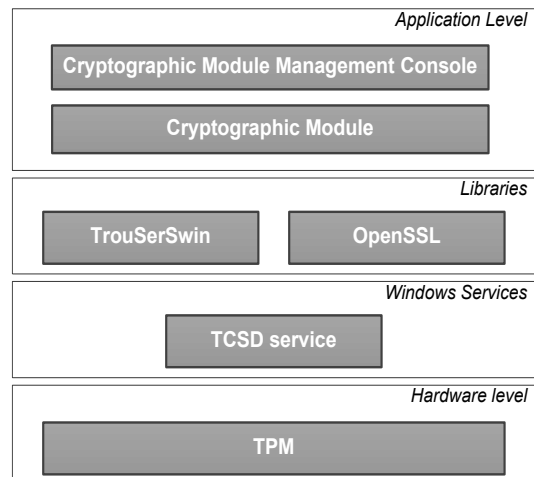 Application Level
Cryptographic Module Management Console
Cryptographic Module
Libraries
TrouSerSwin
OpenSSL
Windows Services
TCSD service
Hardware level
TPM